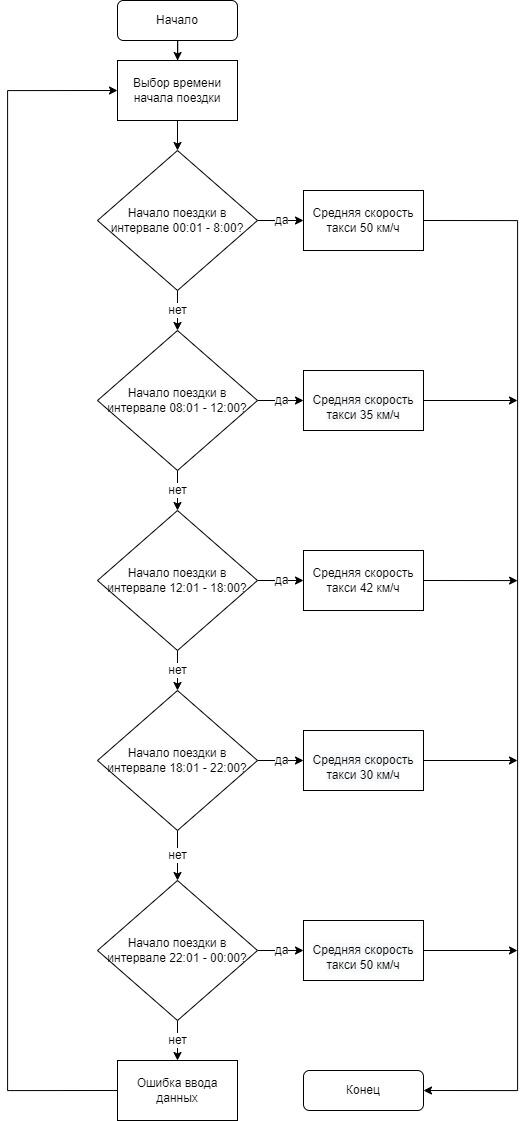 Начало
Выбор времени
начала поездки
Начало поездки в
интервале 00:01 - 8:00?
да
Средняя скорость
такси 50 км/ч
нет
Начало поездки в
интервале 08:01 - 12:00?
да
Средняя скорость
такси 35 км/ч
нет
Начало поездки в
интервале 12:01 - 18:00?
да
Средняя скорость
такси 42 км/ч
нет
Начало поездки в
интервале 18:01 - 22:00?
да
Средняя скорость
такси 30 км/ч
нет
Начало поездки в
интервале 22:01 - 00:00?
да
Средняя скорость
такси 50 км/ч
нет
Ошибка ввода
данных
Конец